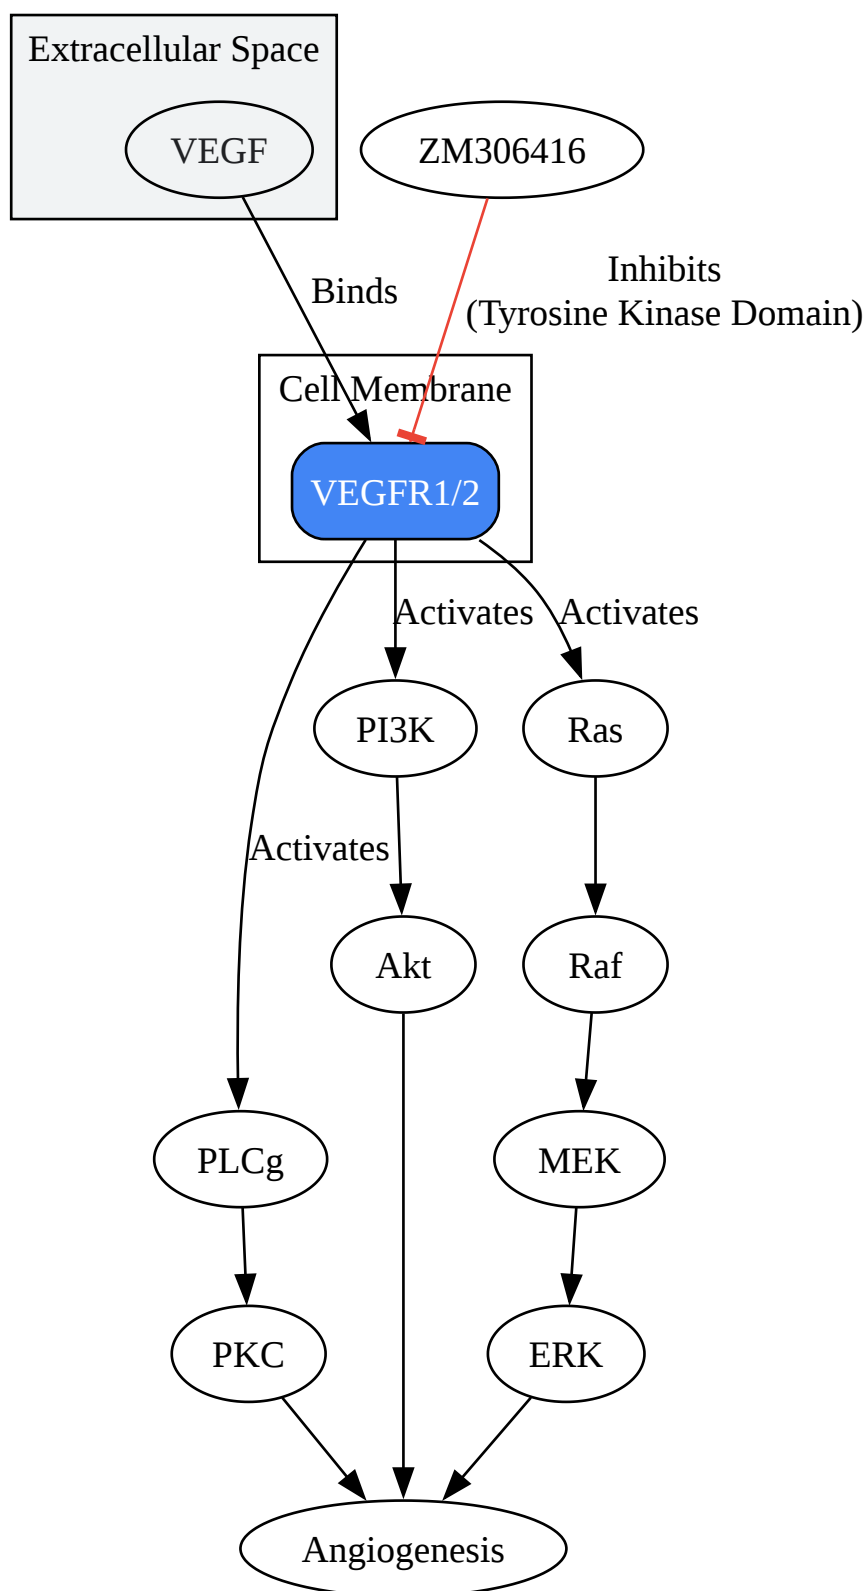 Extracellular Space
VEGF
ZM306416
Binds
Inhibits
(Tyrosine Kinase Domain)
Cell Membrane
VEGFR1/2
Activates
Activates
PI3K
Ras
Activates
Akt
Raf
PLCg
MEK
PKC
ERK
Angiogenesis